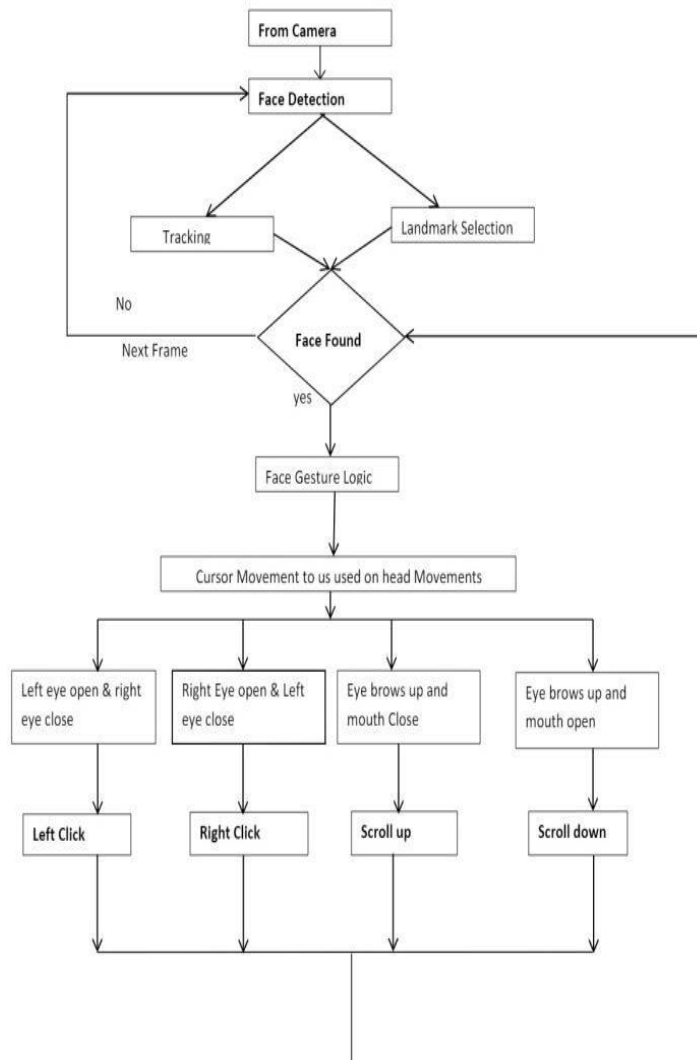 From Camera
Face Detection
Tracking
Landmark Selection
No
Face Found
Next Frame
yes
Face Gesture Logic
Cursor Movement to us used on head Movements
Left eye open & right
eye close
Right Eye open & Left
eye close
Eye brows up and
mouth Close
Eye brows up and
mouth open
Left Click
Right Click
Scroll up
Scroll down